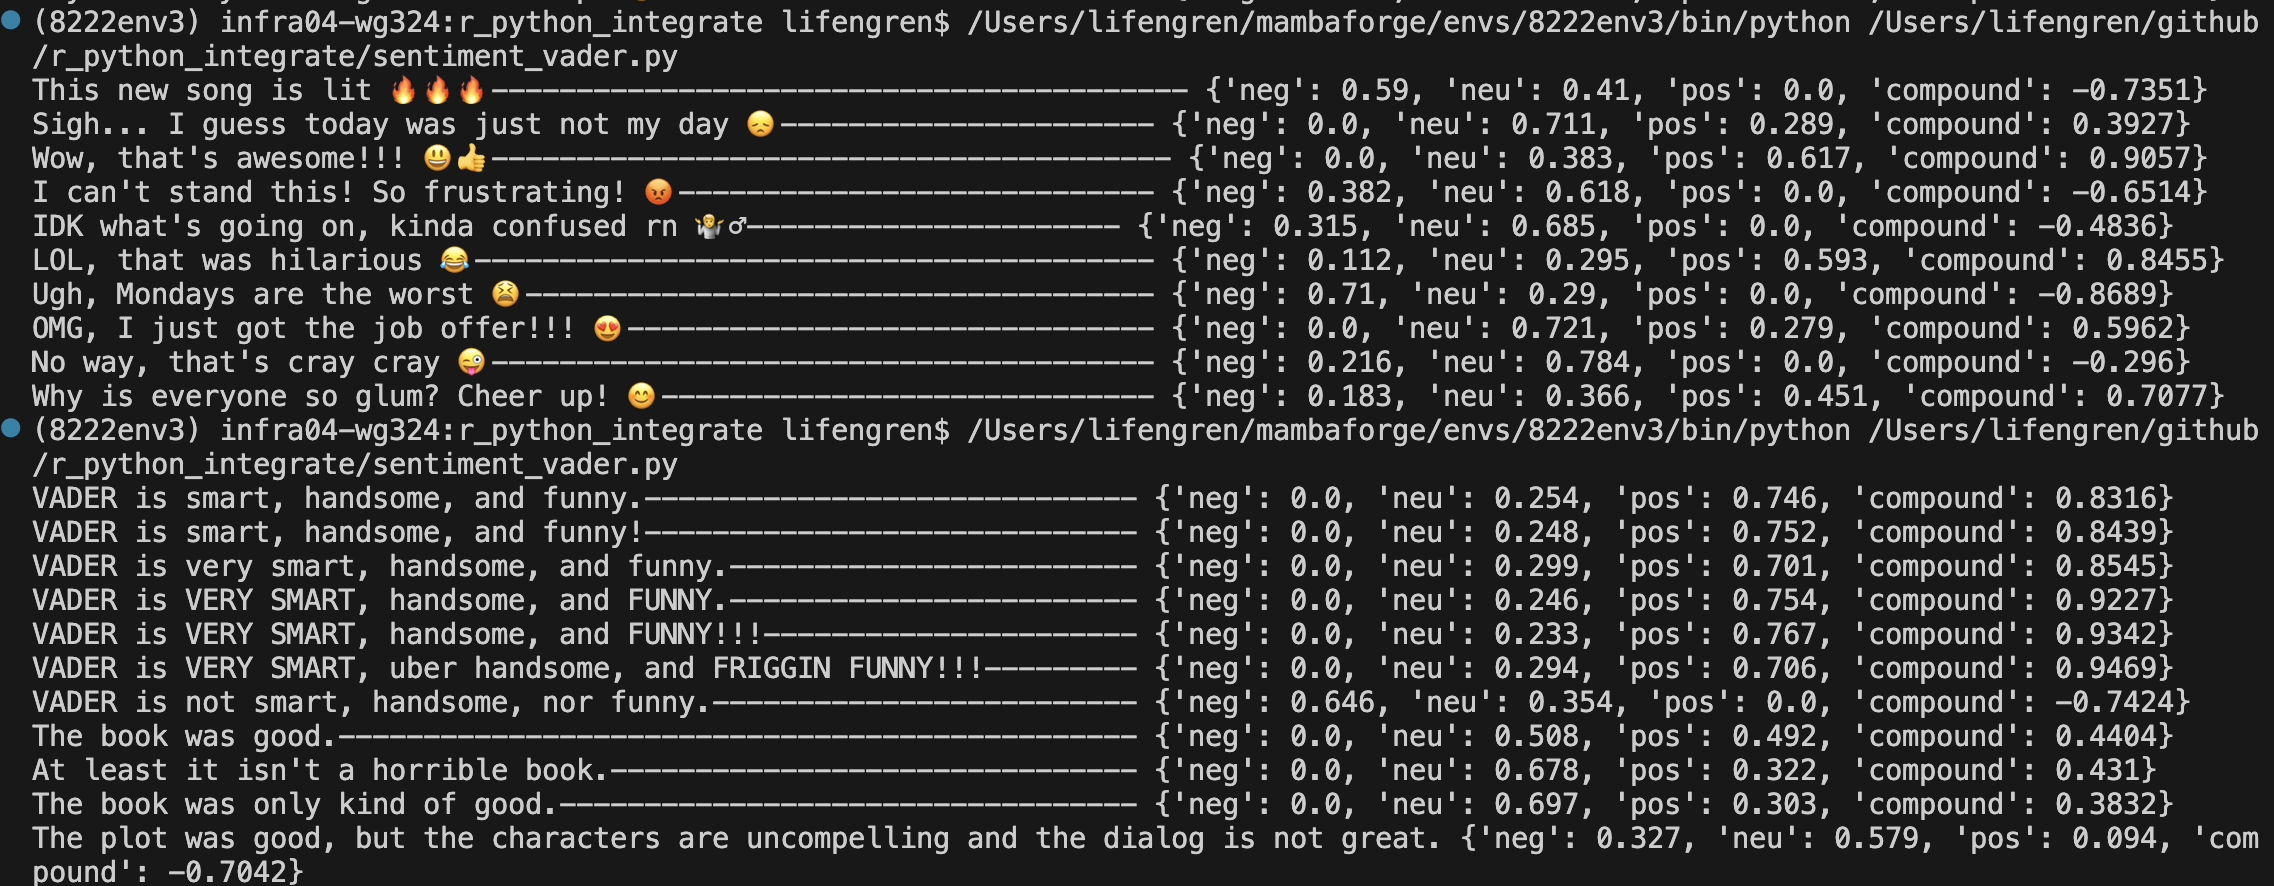 (8222env3) infra04-wg324:r_python_integrate lifengren$ /Users/lifengren/mambaforge/envs/8222env3/bin/python /Users/lifengren/github
/r_python_integrate/sentiment_vader.py
This new song is lit 🔥🔥🔥----------------------------------------- {'neg': 0.59, 'neu': 0.41, 'pos': 0.0, 'compound': -0.7351}
Sigh... I guess today was just not my day 😞---------------------- {'neg': 0.0, 'neu': 0.711, 'pos': 0.289, 'compound': 0.3927}
Wow, that's awesome!!! 😃👍---------------------------------------- {'neg': 0.0, 'neu': 0.383, 'pos': 0.617, 'compound': 0.9057}
I can't stand this! So frustrating! 😡---------------------------- {'neg': 0.382, 'neu': 0.618, 'pos': 0.0, 'compound': -0.6514}
IDK what's going on, kinda confused rn 🤷♂---------------------- {'neg': 0.315, 'neu': 0.685, 'pos': 0.0, 'compound': -0.4836}
LOL, that was hilarious 😂---------------------------------------- {'neg': 0.112, 'neu': 0.295, 'pos': 0.593, 'compound': 0.8455}
Ugh, Mondays are the worst 😫------------------------------------- {'neg': 0.71, 'neu': 0.29, 'pos': 0.0, 'compound': -0.8689}
OMG, I just got the job offer!!! 😍------------------------------- {'neg': 0.0, 'neu': 0.721, 'pos': 0.279, 'compound': 0.5962}
No way, that's cray cray 😜--------------------------------------- {'neg': 0.216, 'neu': 0.784, 'pos': 0.0, 'compound': -0.296}
Why is everyone so glum? Cheer up! 😊----------------------------- {'neg': 0.183, 'neu': 0.366, 'pos': 0.451, 'compound': 0.7077}
(8222env3) infra04-wg324:r_python_integrate lifengren$ /Users/lifengren/mambaforge/envs/8222env3/bin/python /Users/lifengren/github
/r_python_integrate/sentiment_vader.py
VADER is smart, handsome, and funny.----------------------------- {'neg': 0.0, 'neu': 0.254, 'pos': 0.746, 'compound': 0.8316}
VADER is smart, handsome, and funny!----------------------------- {'neg': 0.0, 'neu': 0.248, 'pos': 0.752, 'compound': 0.8439}
VADER is very smart, handsome, and funny.------------------------ {'neg': 0.0, 'neu': 0.299, 'pos': 0.701, 'compound': 0.8545}
VADER is VERY SMART, handsome, and FUNNY.------------------------ {'neg': 0.0, 'neu': 0.246, 'pos': 0.754, 'compound': 0.9227}
VADER is VERY SMART, handsome, and FUNNY!!!---------------------- {'neg': 0.0, 'neu': 0.233, 'pos': 0.767, 'compound': 0.9342}
VADER is VERY SMART, uber handsome, and FRIGGIN FUNNY!!!--------- {'neg': 0.0, 'neu': 0.294, 'pos': 0.706, 'compound': 0.9469}
VADER is not smart, handsome, nor funny.------------------------- {'neg': 0.646, 'neu': 0.354, 'pos': 0.0, 'compound': -0.7424}
The book was good.----------------------------------------------- {'neg': 0.0, 'neu': 0.508, 'pos': 0.492, 'compound': 0.4404}
At least it isn't a horrible book.------------------------------- {'neg': 0.0, 'neu': 0.678, 'pos': 0.322, 'compound': 0.431}
The book was only kind of good.---------------------------------- {'neg': 0.0, 'neu': 0.697, 'pos': 0.303, 'compound': 0.3832}
The plot was good, but the characters are uncompelling and the dialog is not great. {'neg': 0.327, 'neu': 0.579, 'pos': 0.094, 'com
pound': -0.7042}